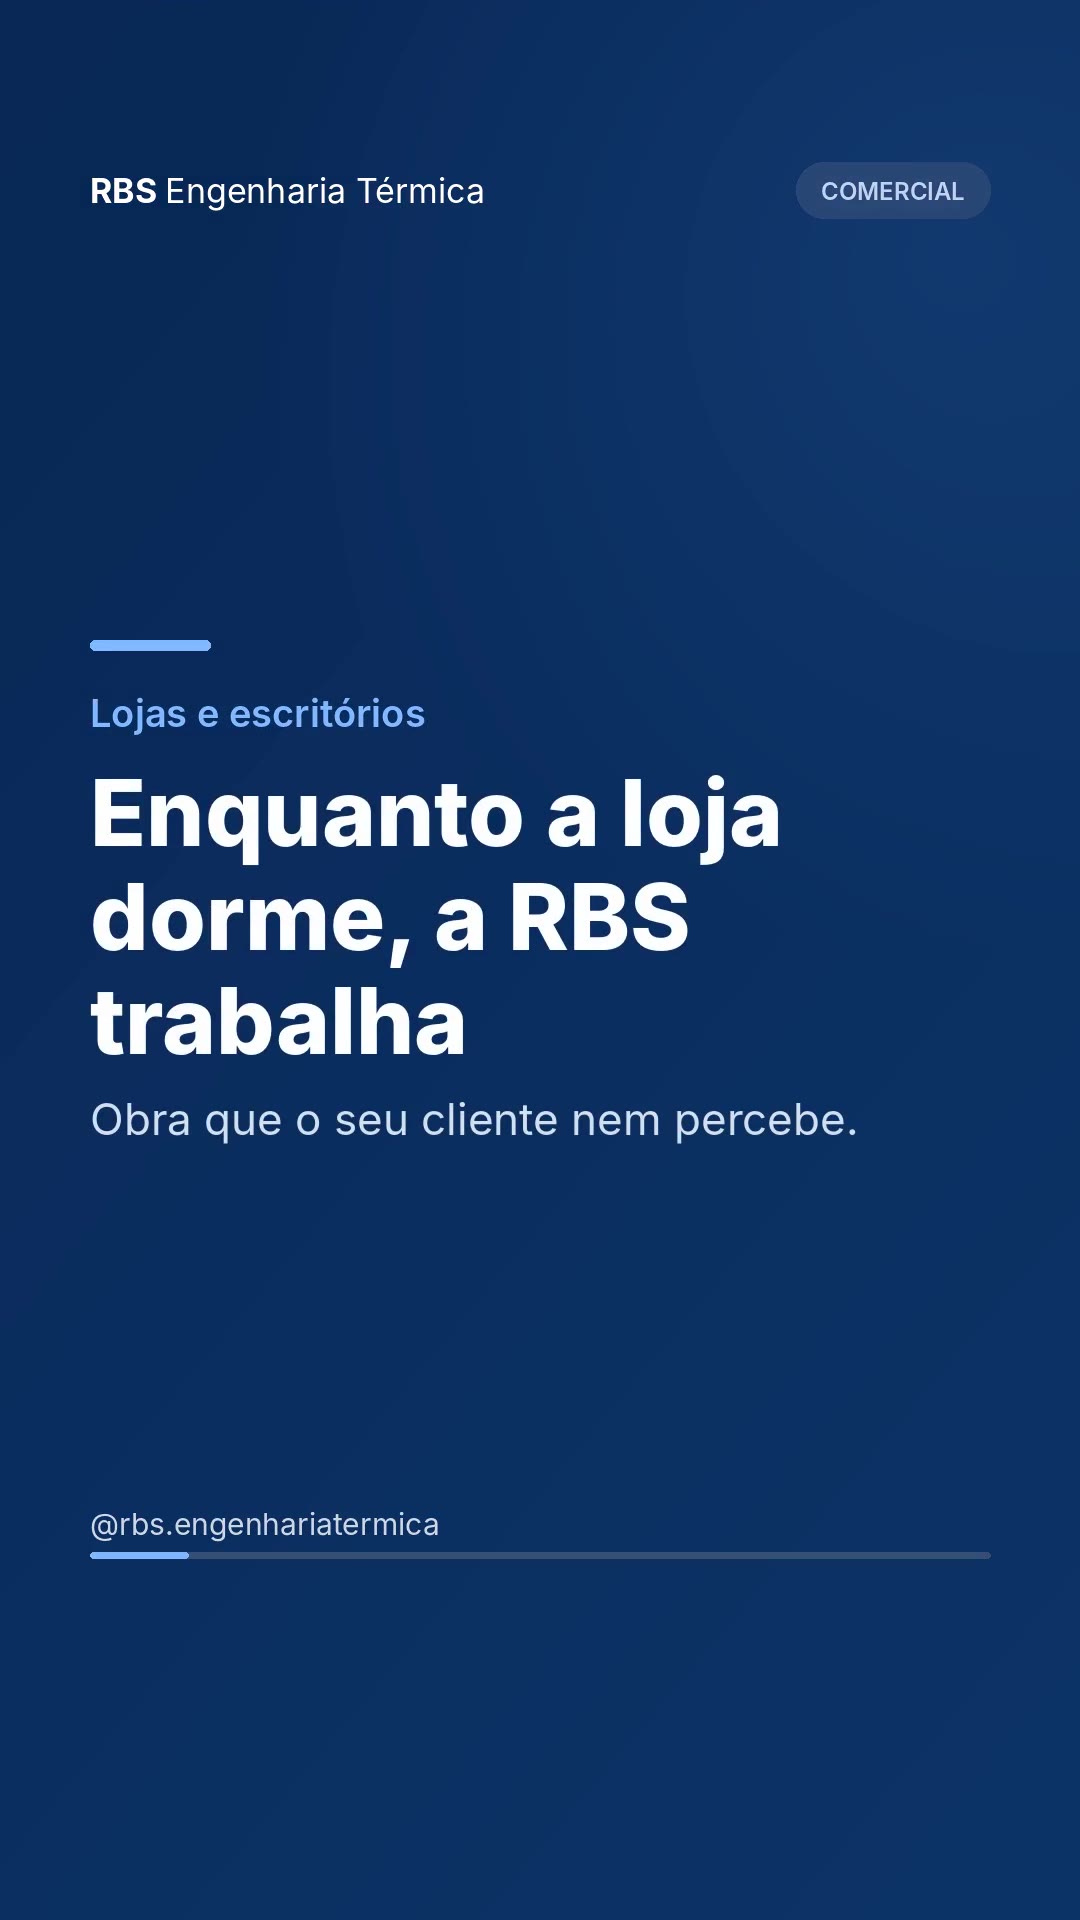 RBS Engenharia Térmica
COMERCIAL
Lojas e escritórios
Enquanto a loja
dorme, a RBS
trabalha
Obra que o seu cliente nem percebe.
@rbs.engenhariatermica